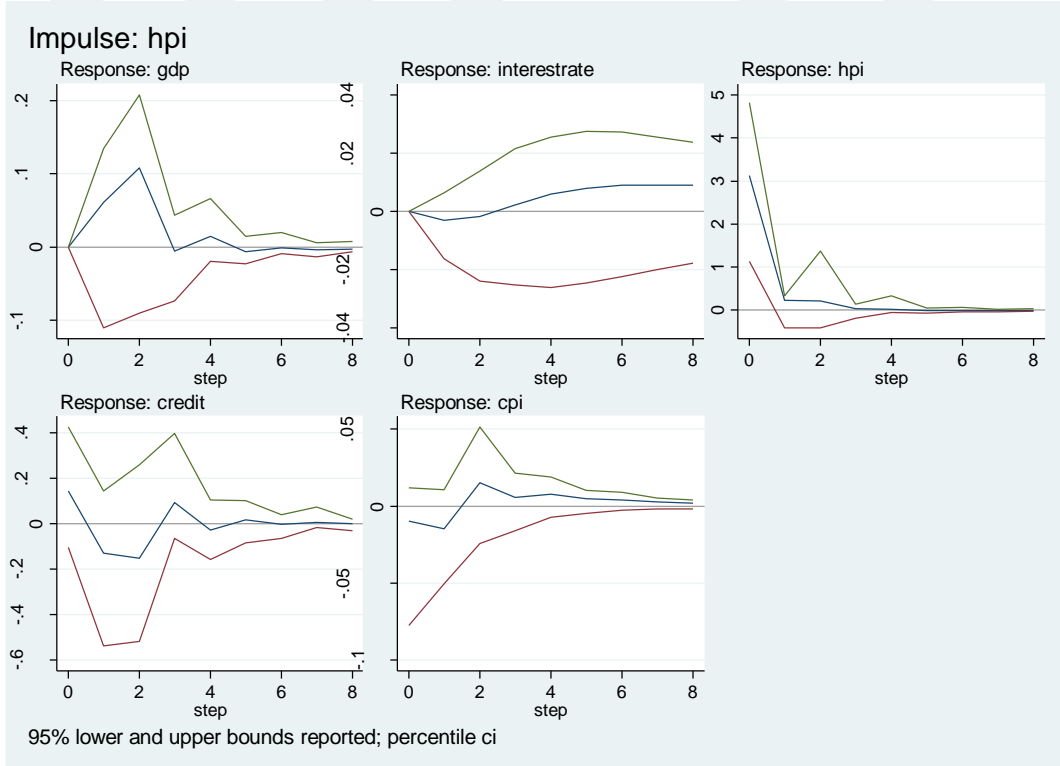 Impulse: hpi
Response: gdp
.2
.1
0
-.1
0 2 4 6 8
step
Response: interestrate
.04
.02
0
-.02
-.04
0 2 4 6 8
step
Response: hpi
5
4
3
2
1
0
0 2 4 6 8
step
Response: credit
.4
.2
0
-.2
-.4
-.6
0 2 4 6 8
step
Response: cpi
.05
0
-.05
-.1
0 2 4 6 8
step
95% lower and upper bounds reported; percentile ci